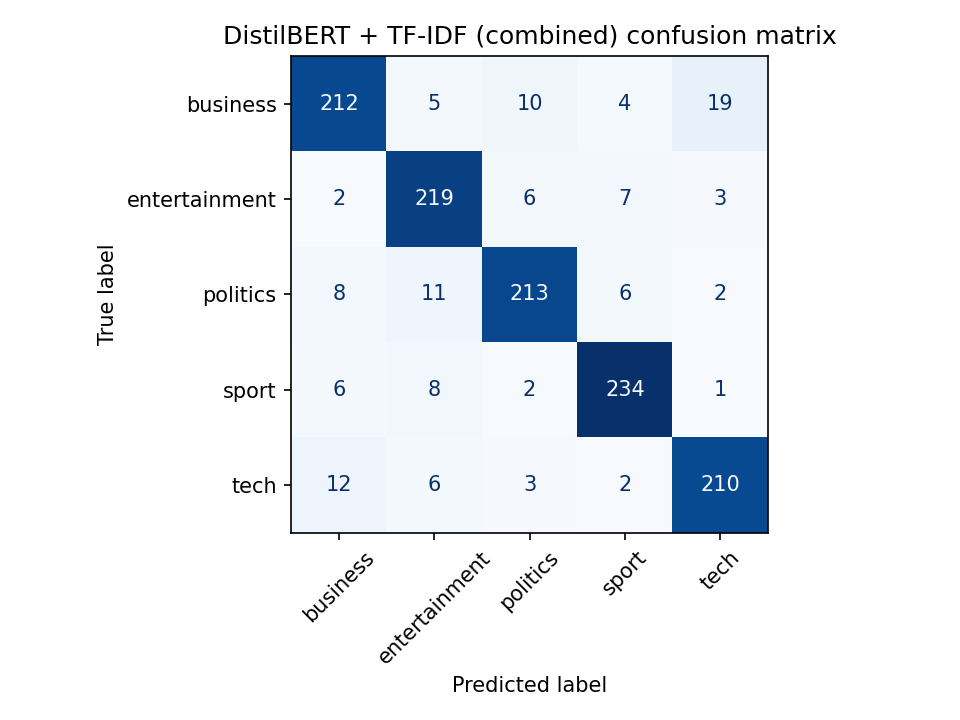 DistilBERT + TF-IDF (combined) confusion matrix
business 212 5 10 4 19
entertainment 2 219 6 7 3
politics 8 11 213 6 2
sport 6 8 2 234 1
tech 12 6 3 2 210
True label
business entertainment politics sport tech
Predicted label